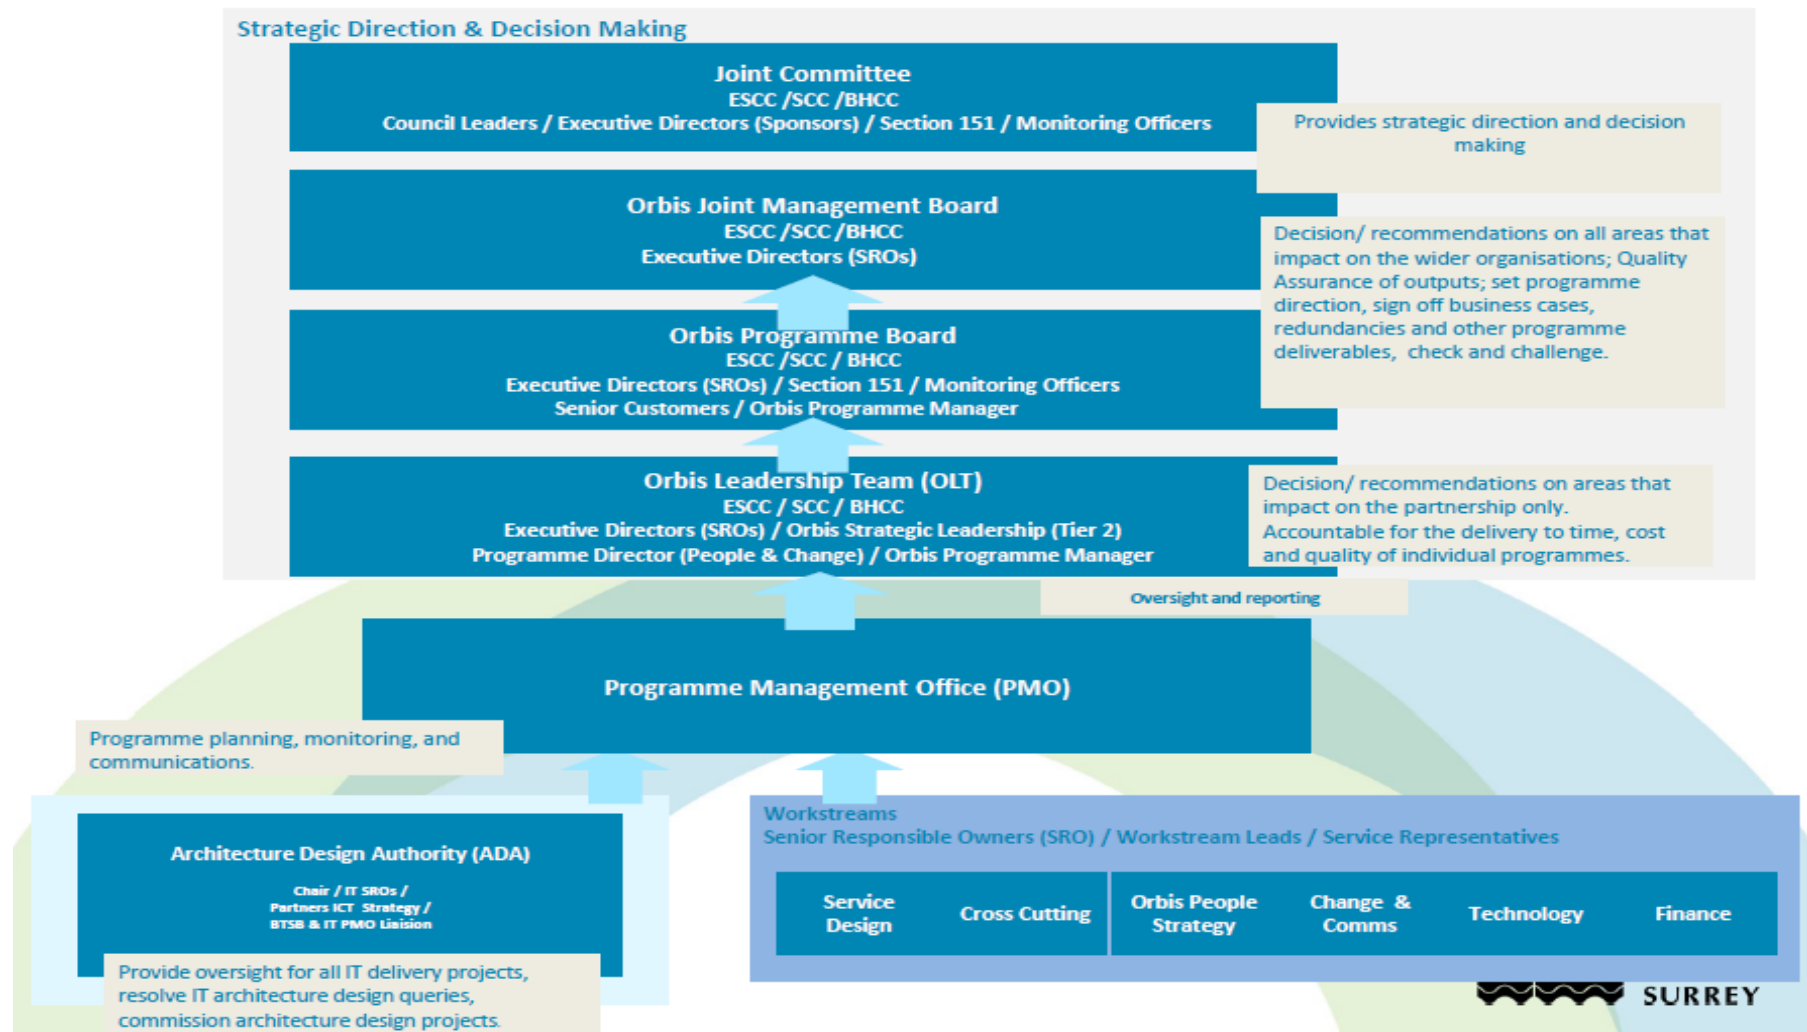 Strategic Direction & Decision Making
Joint Committee
ESCC /SCC /BHCC
Council Leaders / Executive Directors (Sponsors) / Section 151 / Monitoring Officers
Provides strategic direction and decision
making
Orbis Joint Management Board
ESCC /SCC /BHCC
Executive Directors (SROs)
Decision/ recommendations on all areas that
impact on the wider organisations; Quality
Assurance of outputs; set programme
direction, sign off business cases,
redundancies and other programme
deliverables, check and challenge.
Orbis Programme Board
ESCC /SCC / BHCC
Executive Directors (SROs) / Section 151 / Monitoring Officers
Senior Customers / Orbis Programme Manager
Orbis Leadership Team (OLT)
ESCC / SCC / BHCC
Executive Directors (SROs) / Orbis Strategic Leadership (Tier 2)
Programme Director (People & Change) / Orbis Programme Manager
Decision/ recommendations on areas that
impact on the partnership only.
Accountable for the delivery to time, cost
and quality of individual programmes.
Oversight and reporting
Programme Management Office (PMO)
Programme planning, monitoring, and
communications.
Architecture Design Authority (ADA)
Chair / IT SROs /
Partners ICT Strategy /
BTSB & IT PMO Liaision
Provide oversight for all IT delivery projects,
resolve IT architecture design queries,
commission architecture design projects.
Workstreams
Senior Responsible Owners (SRO) / Workstream Leads / Service Representatives
Service
Design
Cross Cutting
Orbis People
Strategy
Change &
Comms
Technology
Finance
SURREY